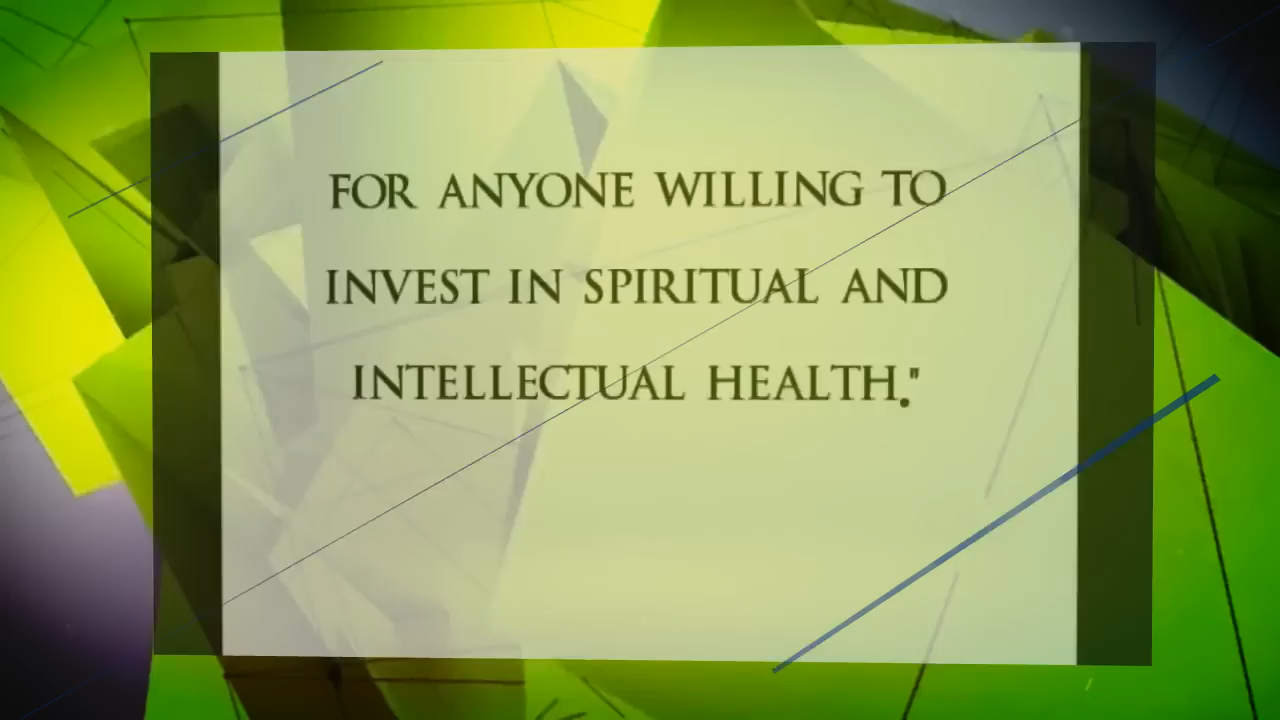 FOR ANYONE WILLING TO
INVEST IN SPIRITUAL AND
INTELLECTUAL HEALTH."